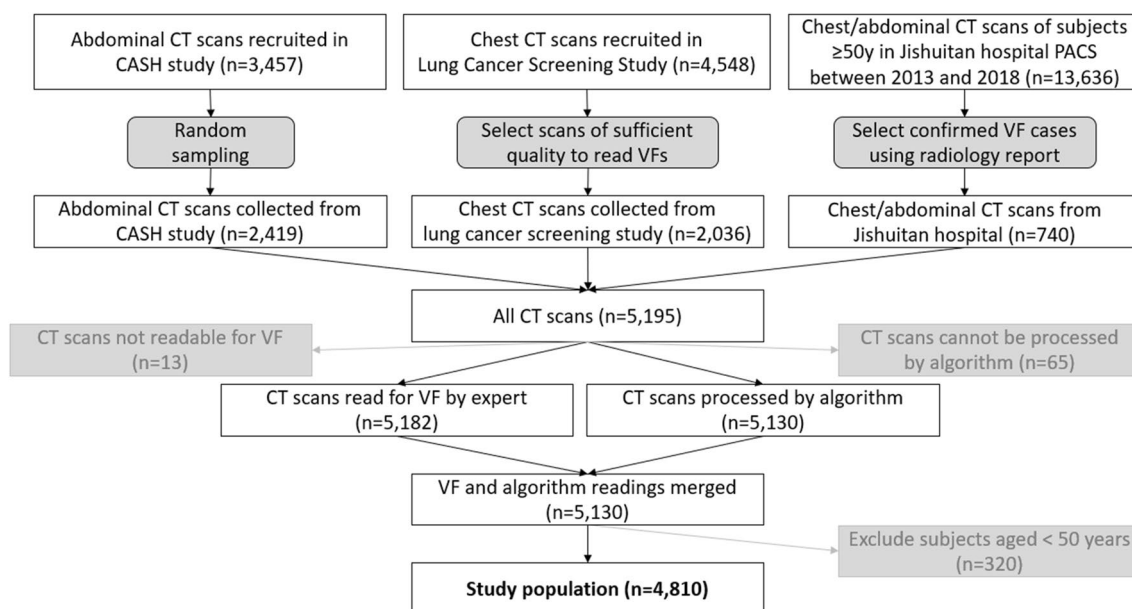 Abdominal CT scans recruited in
CASH study (n=3,457)
Chest CT scans recruited in
Lung Cancer Screening Study (n=4,548)
Chest/abdominal CT scans of subjects
≥50y in Jishuitan hospital PACS
between 2013 and 2018 (n=13,636)
Random
sampling
Select scans of sufficient
quality to read VFs
Select confirmed VF cases
using radiology report
Abdominal CT scans collected from
CASH study (n=2,419)
Chest CT scans collected from
lung cancer screening study (n=2,036)
Chest/abdominal CT scans from
Jishuitan hospital (n=740)
All CT scans (n=5,195)
CT scans not readable for VF
(n=13)
CT scans cannot be processed
by algorithm (n=65)
CT scans read for VF by expert
(n=5,182)
CT scans processed by algorithm
(n=5,130)
VF and algorithm readings merged
(n=5,130)
Exclude subjects aged < 50 years
(n=320)
Study population (n=4,810)